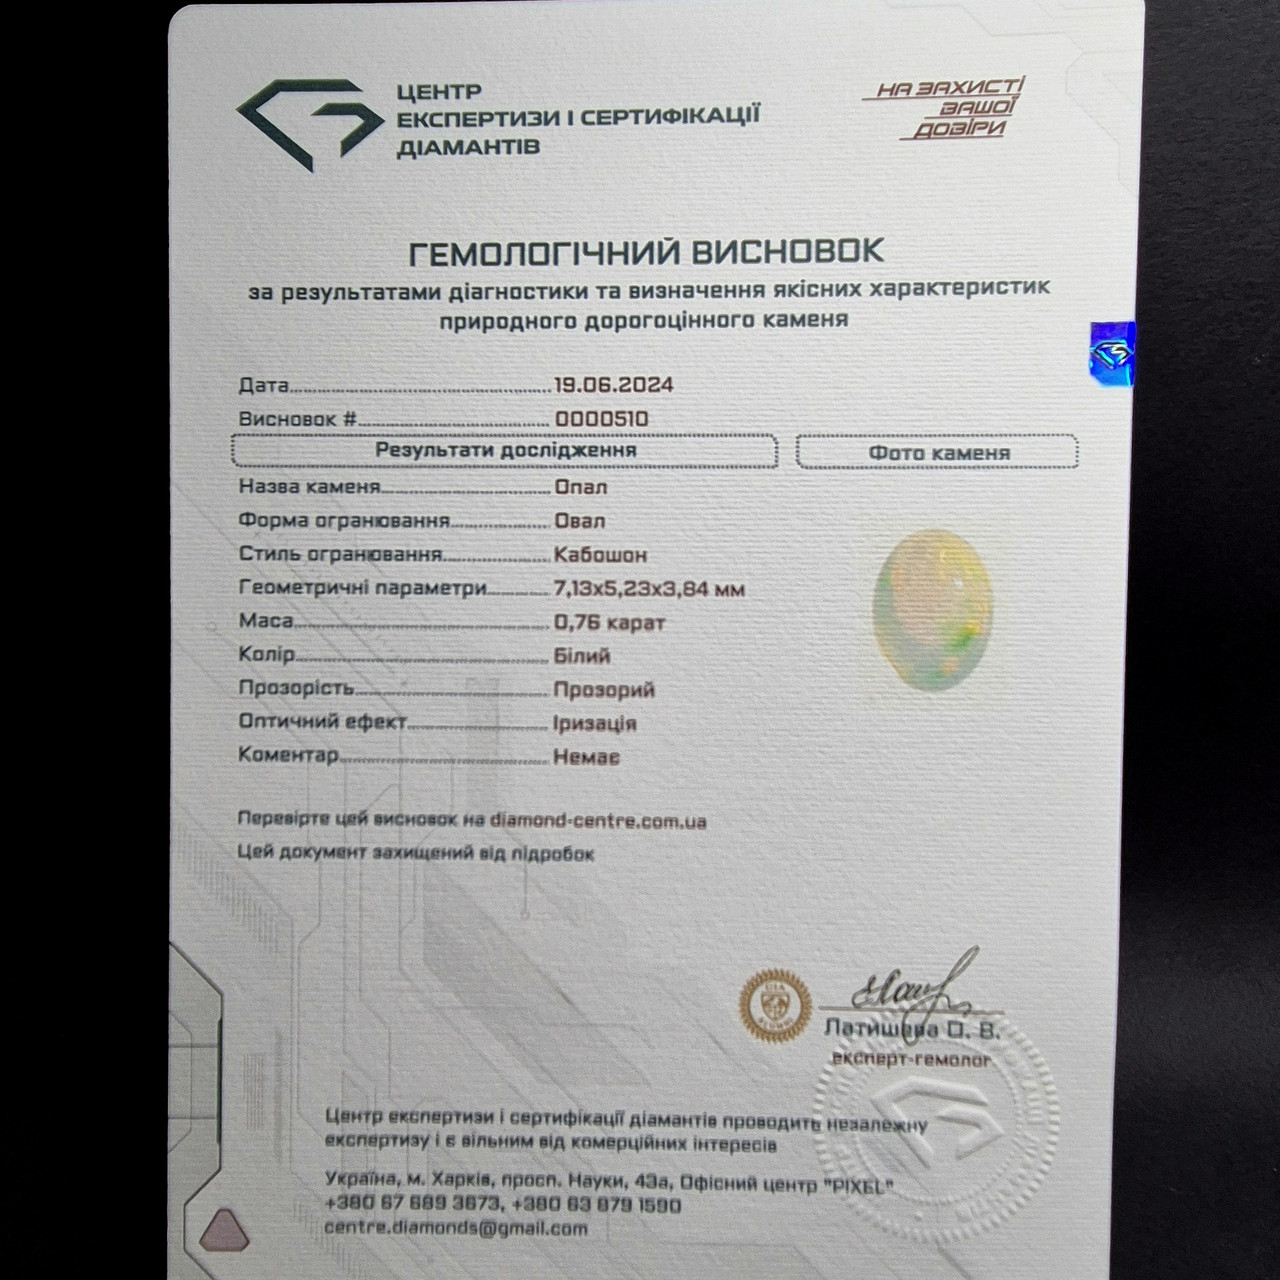 ЦЕНТР
ЕКСПЕРТИЗИ І СЕРТИФІКАЦІЇ
ДІАМАНТІВ
НА ЗАХИСТІ
ВАШОЇ
ДОВІРИ
ГЕМОЛОГІЧНИЙ ВИСНОВОК
за результатами діагностики та визначення якісних характеристик
природного дорогоцінного каменя
Дата 19.06.2024
Висновок # 0000510
Результати дослідження
Фото каменя
Назва каменя Опал
Форма огранювання Овал
Стиль огранювання Кабошон
Геометричні параметри 7,13x5,23x3,84 мм
Маса 0,76 карат
Колір Білий
Прозорість Прозорий
Оптичний ефект Іризація
Коментар Немає
Перевірте цей висновок на diamond-centre.com.ua
Цей документ захищений від підробок
GIA
ALUMNI
Латишева О. В.
експерт-гемолог
Центр експертизи і сертифікації діамантів проводить незалежну
експертизу і є вільним від комерційних інтересів
Україна, м. Харків, просп. Науки, 43а, Офісний центр "PIXEL"
+380 67 689 3673, +380 63 879 1590
centre.diamonds@gmail.com